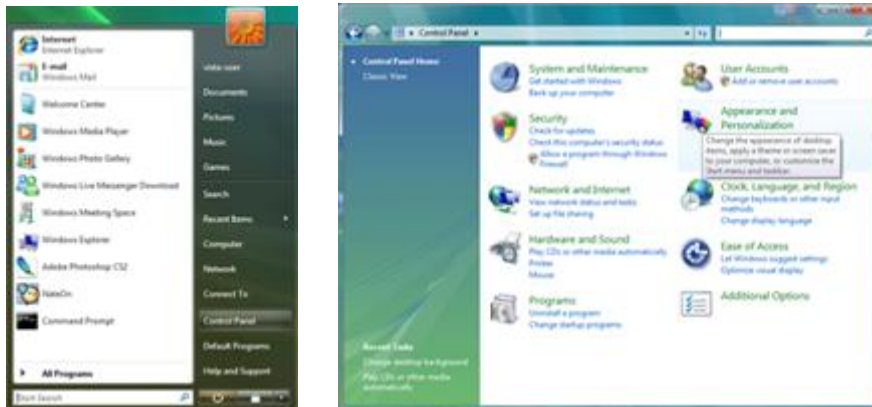 Internet
Internet Explorer
E-mail
Windows Mail
Welcome Center
Windows Media Player
Windows Photo Gallery
Windows Live Messenger Download
Windows Meeting Space
Windows Explorer
Adobe Photoshop CS2
NateOn
Command Prompt
All Programs
Start Search
vista user
Documents
Pictures
Music
Games
Search
Recent Items
Computer
Network
Connect To
Control Panel
Default Programs
Help and Support
Control Panel
Control Panel Home
Classic View
System and Maintenance
Get started with Windows
Back up your computer
Security
Check for updates
Check this computer's security status
Allow a program through Windows
Firewall
Network and Internet
View network status and tasks
Set up file sharing
Hardware and Sound
Play CDs or other media automatically
Printer
Mouse
Programs
Uninstall a program
Change startup programs
User Accounts
Add or remove user accounts
Appearance and
Personalization
Change the appearance of desktop
items, apply a theme or screen saver
to your computer, or customize the
Start menu and taskbar.
Clock, Language, and Region
Change keyboards or other input
methods
Change display language
Ease of Access
Let Windows suggest settings
Optimize visual display
Additional Options
Recent Tasks
Change desktop background
Play CDs or other media
automatically